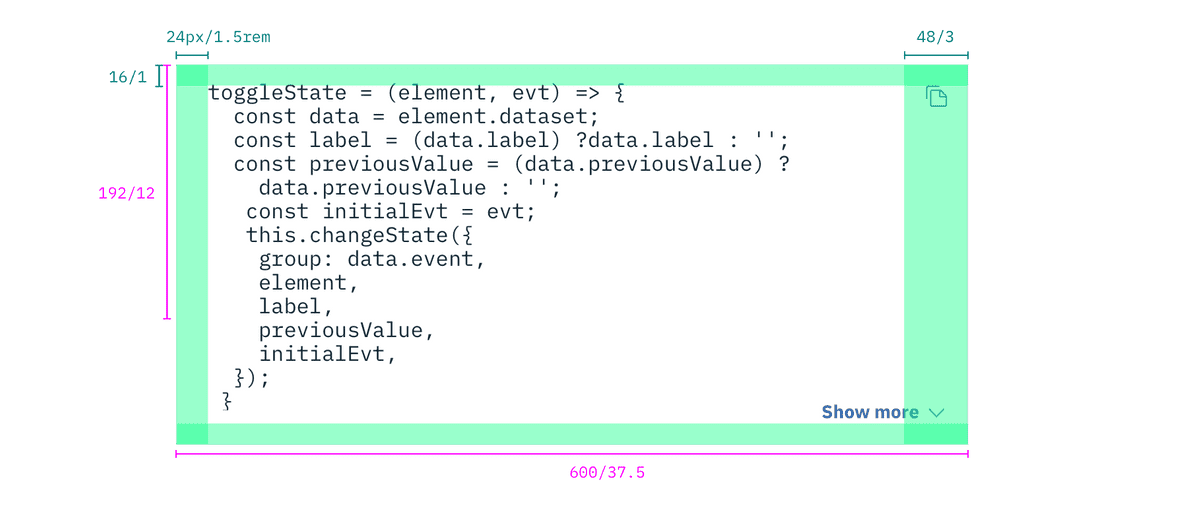 24px/1.5rem
48/3
16/1
toggleState = (element, evt) => {
const data = element.dataset;
const label = (data.label) ?data.label : '';
const previousValue = (data.previousValue) ?
192/12
data.previousValue : '';
const initialEvt = evt;
this.changeState({
group: data.event,
element,
label,
previousValue,
initialEvt,
});
}
Show more
600/37.5